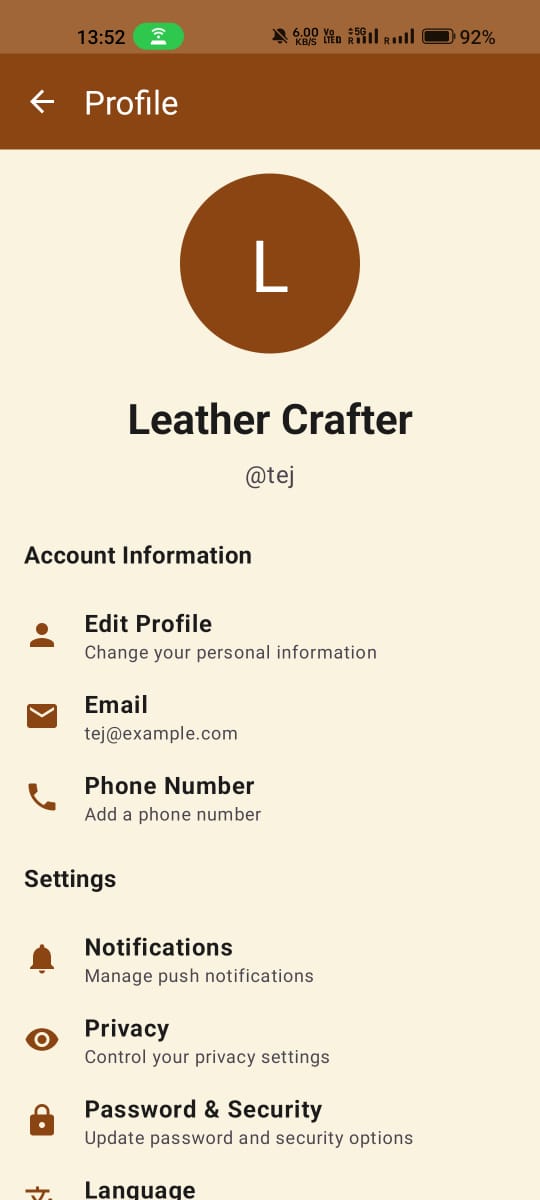 13:52 6.00 KB/S Vo LTED 5G R R 92%
Profile
L
Leather Crafter
@tej
Account Information
Edit Profile
Change your personal information
Email
tej@example.com
Phone Number
Add a phone number
Settings
Notifications
Manage push notifications
Privacy
Control your privacy settings
Password & Security
Update password and security options
Language